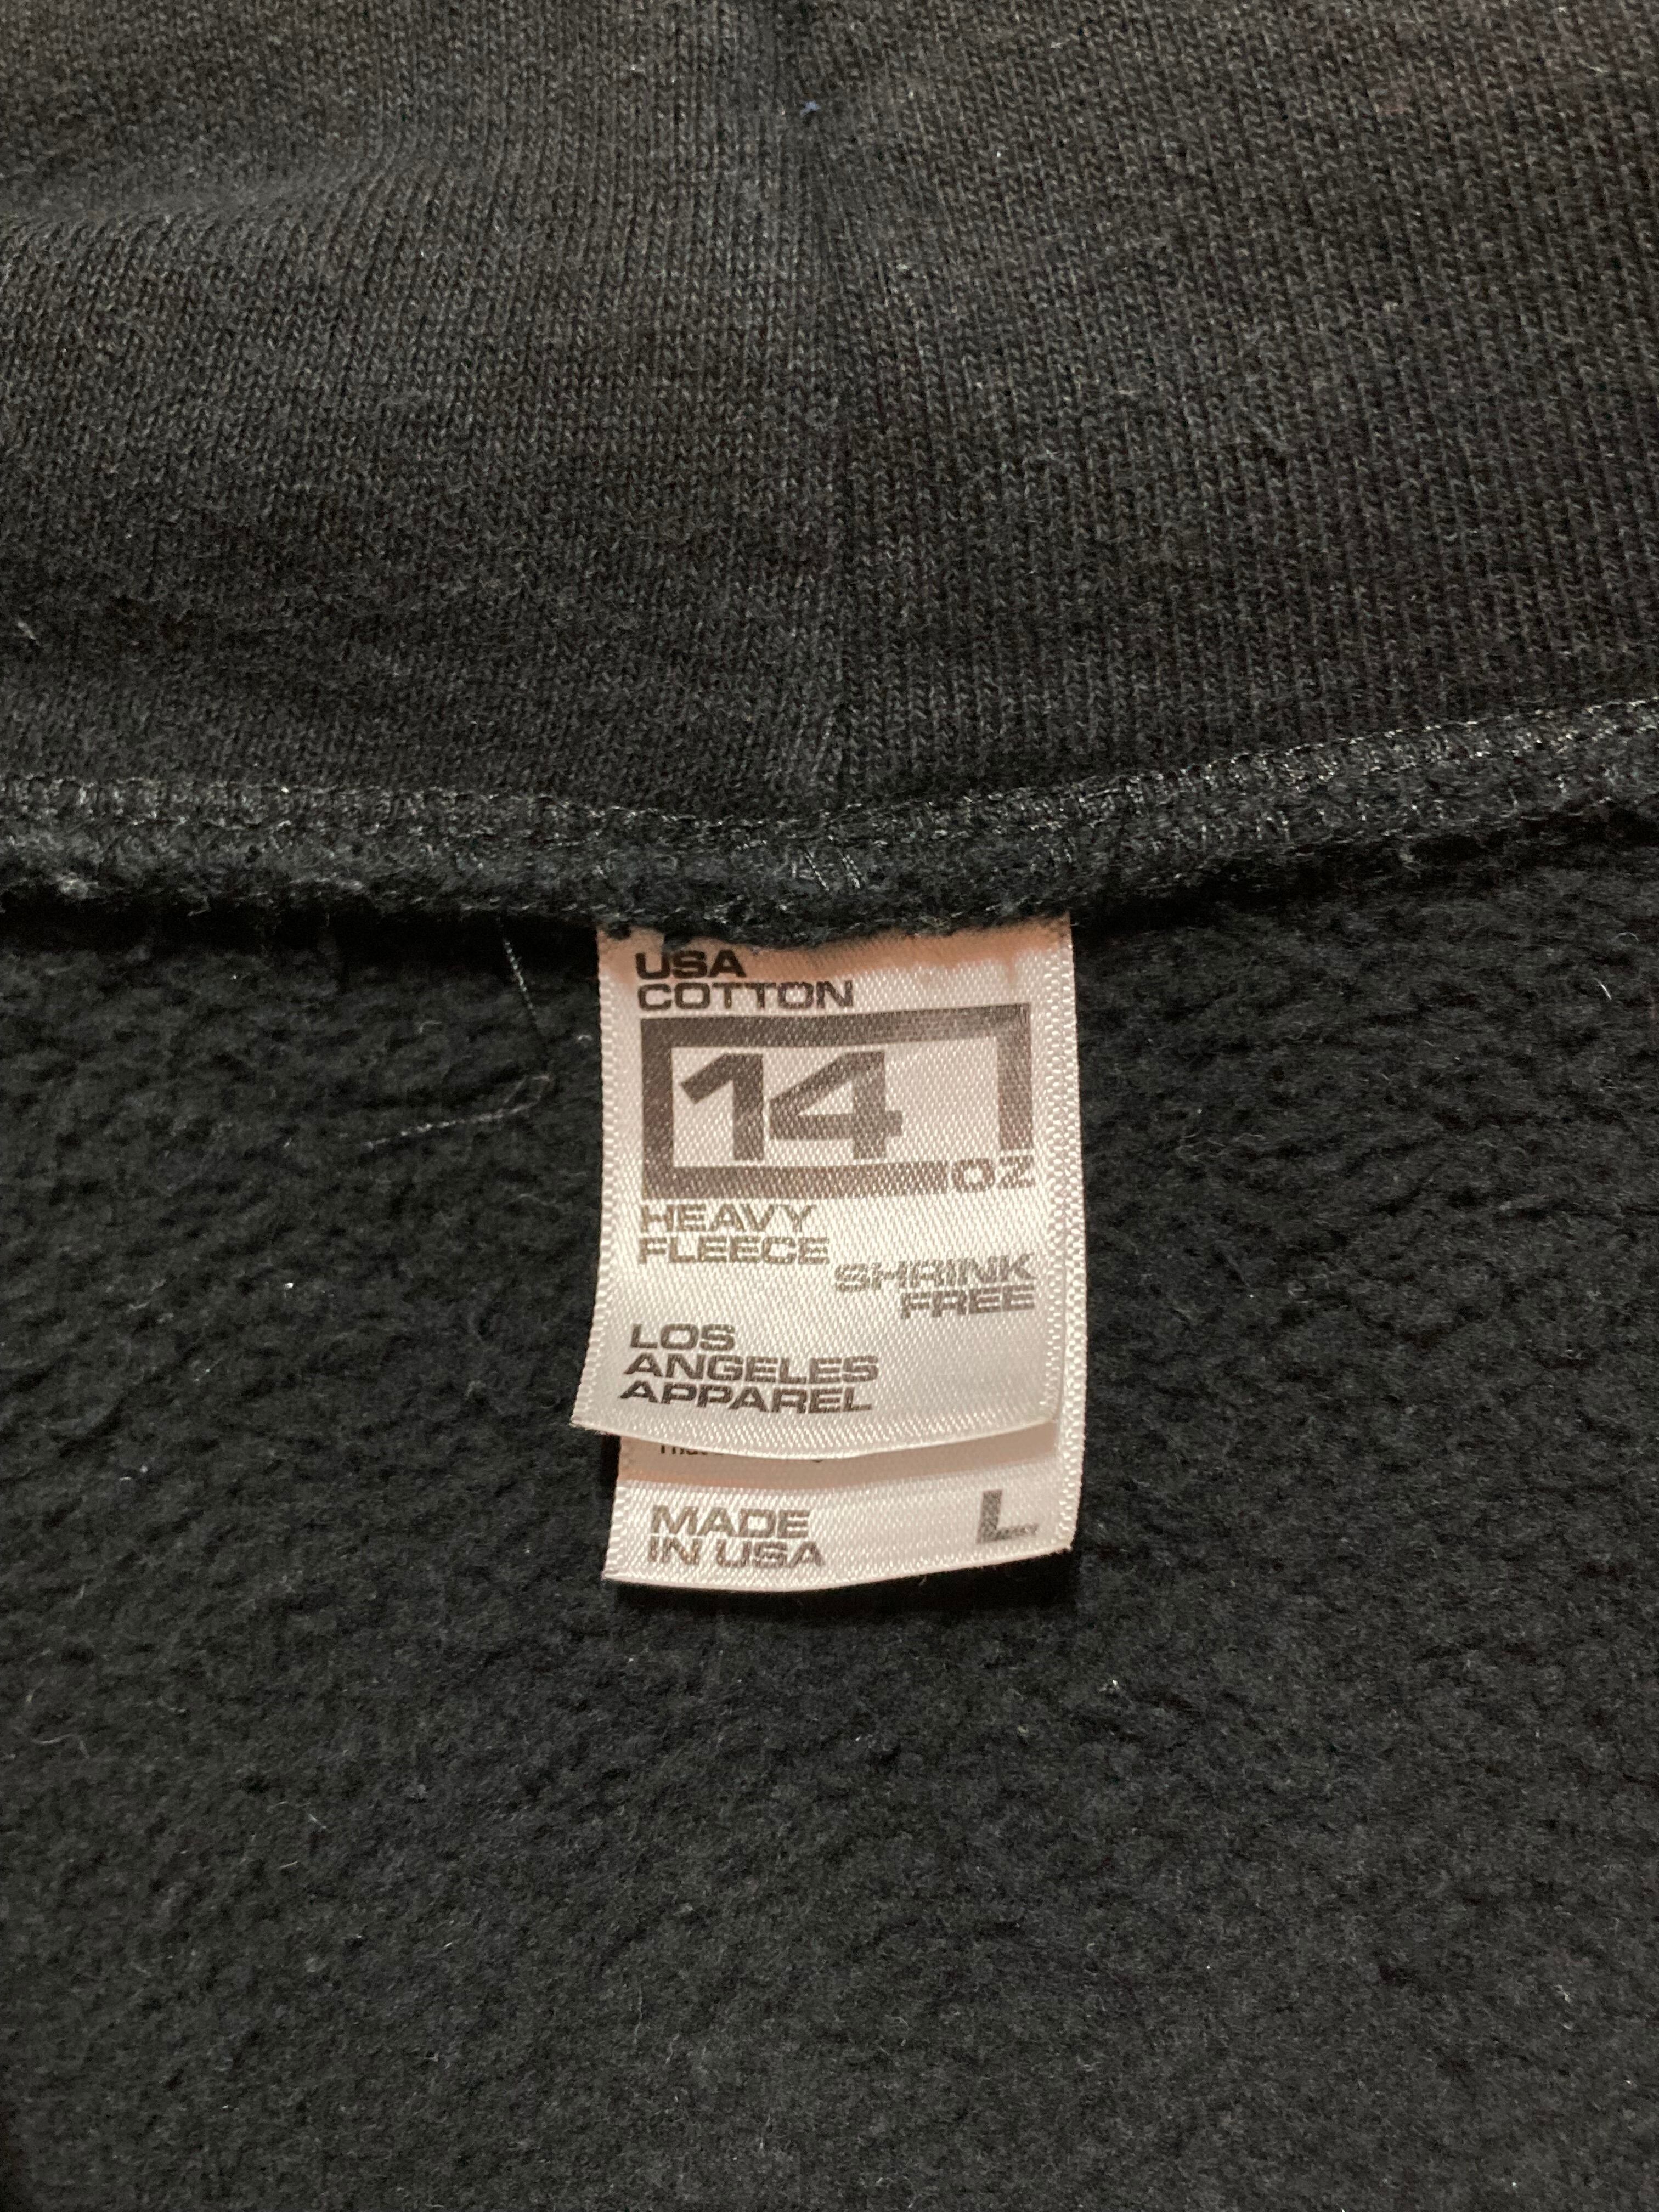 USA
COTTON
14
OZ
HEAVY
FLEECE
SHRINK
FREE
LOS
ANGELES
APPAREL
MADE
IN USA
L